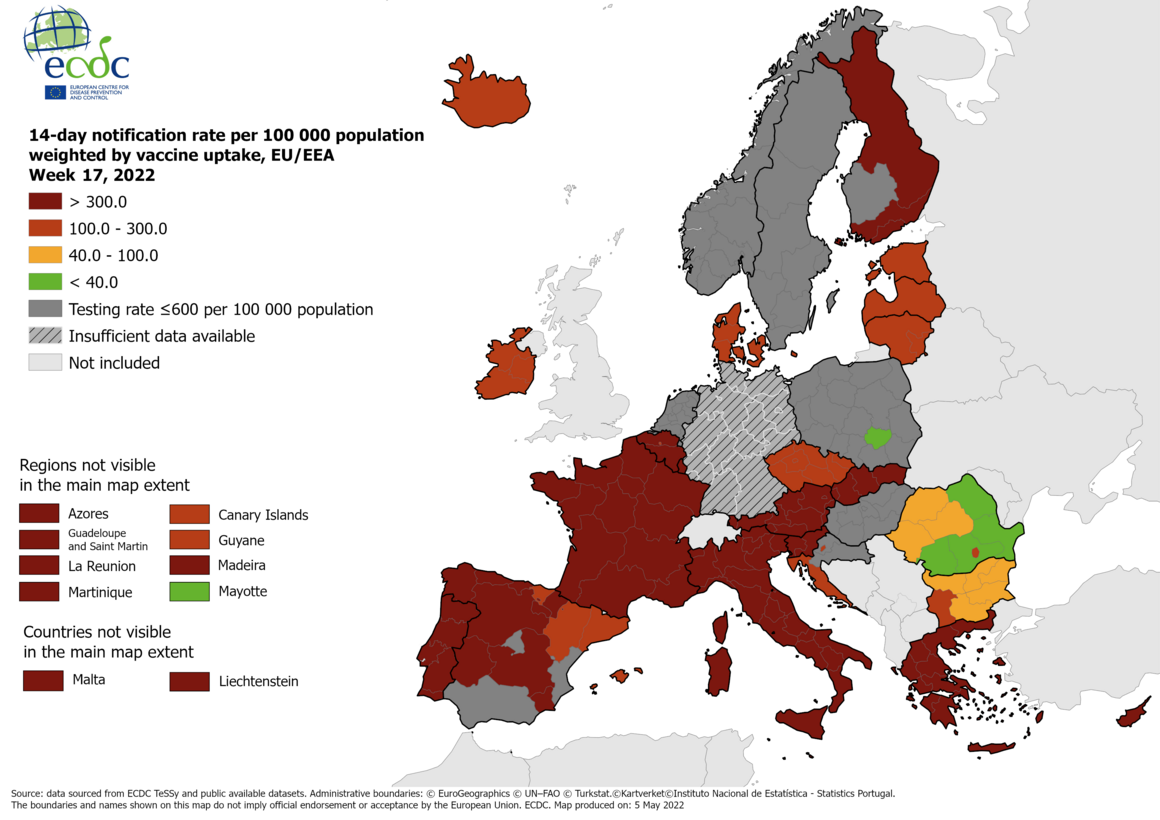 ecdc
EUROPEAN CENTRE FOR
DISEASE PREVENTION
AND CONTROL
14-day notification rate per 100 000 population
weighted by vaccine uptake, EU/EEA
Week 17, 2022
> 300.0
100.0 - 300.0
40.0 - 100.0
< 40.0
Testing rate ≤600 per 100 000 population
Insufficient data available
Not included
Regions not visible
in the main map extent
Azores
Guadeloupe
and Saint Martin
La Reunion
Martinique
Canary Islands
Guyane
Madeira
Mayotte
Countries not visible
in the main map extent
Malta
Liechtenstein
Source: data sourced from ECDC TeSSy and public available datasets. Administrative boundaries: © EuroGeographics © UN–FAO © Turkstat.©Kartverket©Instituto Nacional de Estatística - Statistics Portugal.
The boundaries and names shown on this map do not imply official endorsement or acceptance by the European Union. ECDC. Map produced on: 5 May 2022